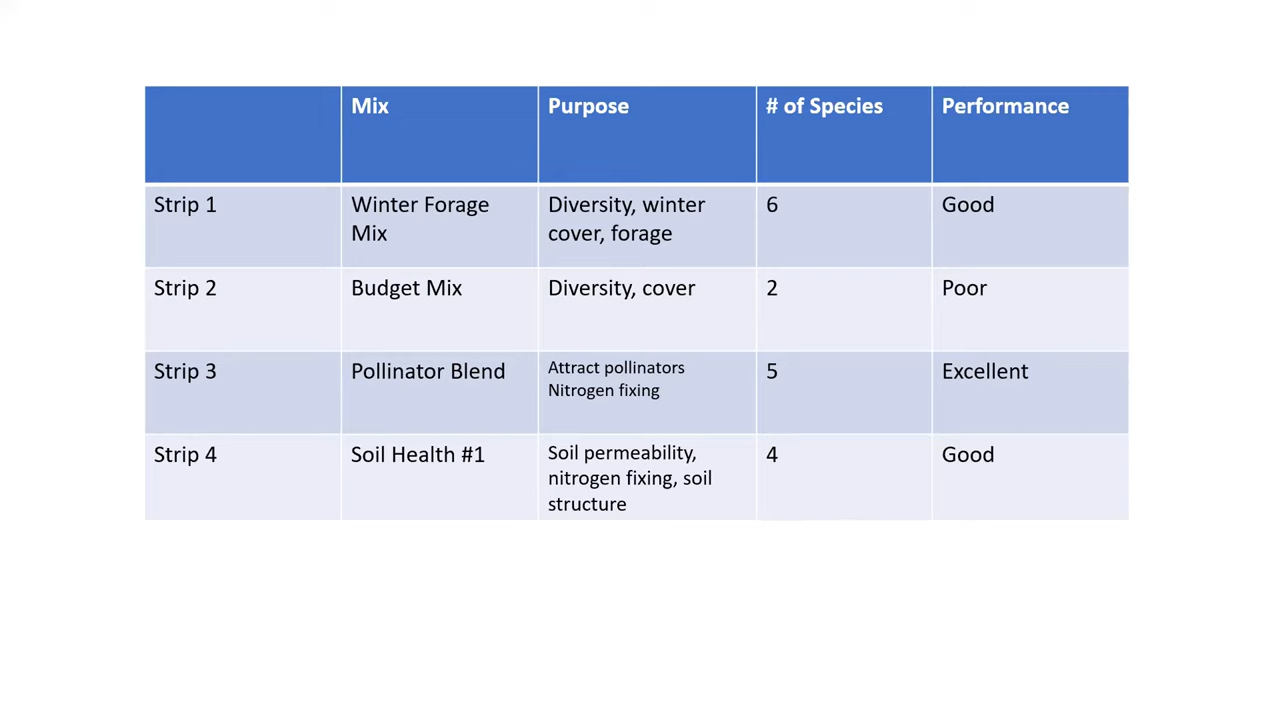 Mix Purpose # of Species Performance
Strip 1 Winter Forage Diversity, winter 6 Good
Mix cover, forage
Strip 2 Budget Mix Diversity, cover 2 Poor
Strip 3 Pollinator Blend Attract pollinators 5 Excellent
Nitrogen fixing
Strip 4 Soil Health #1 Soil permeability, 4 Good
nitrogen fixing, soil
structure